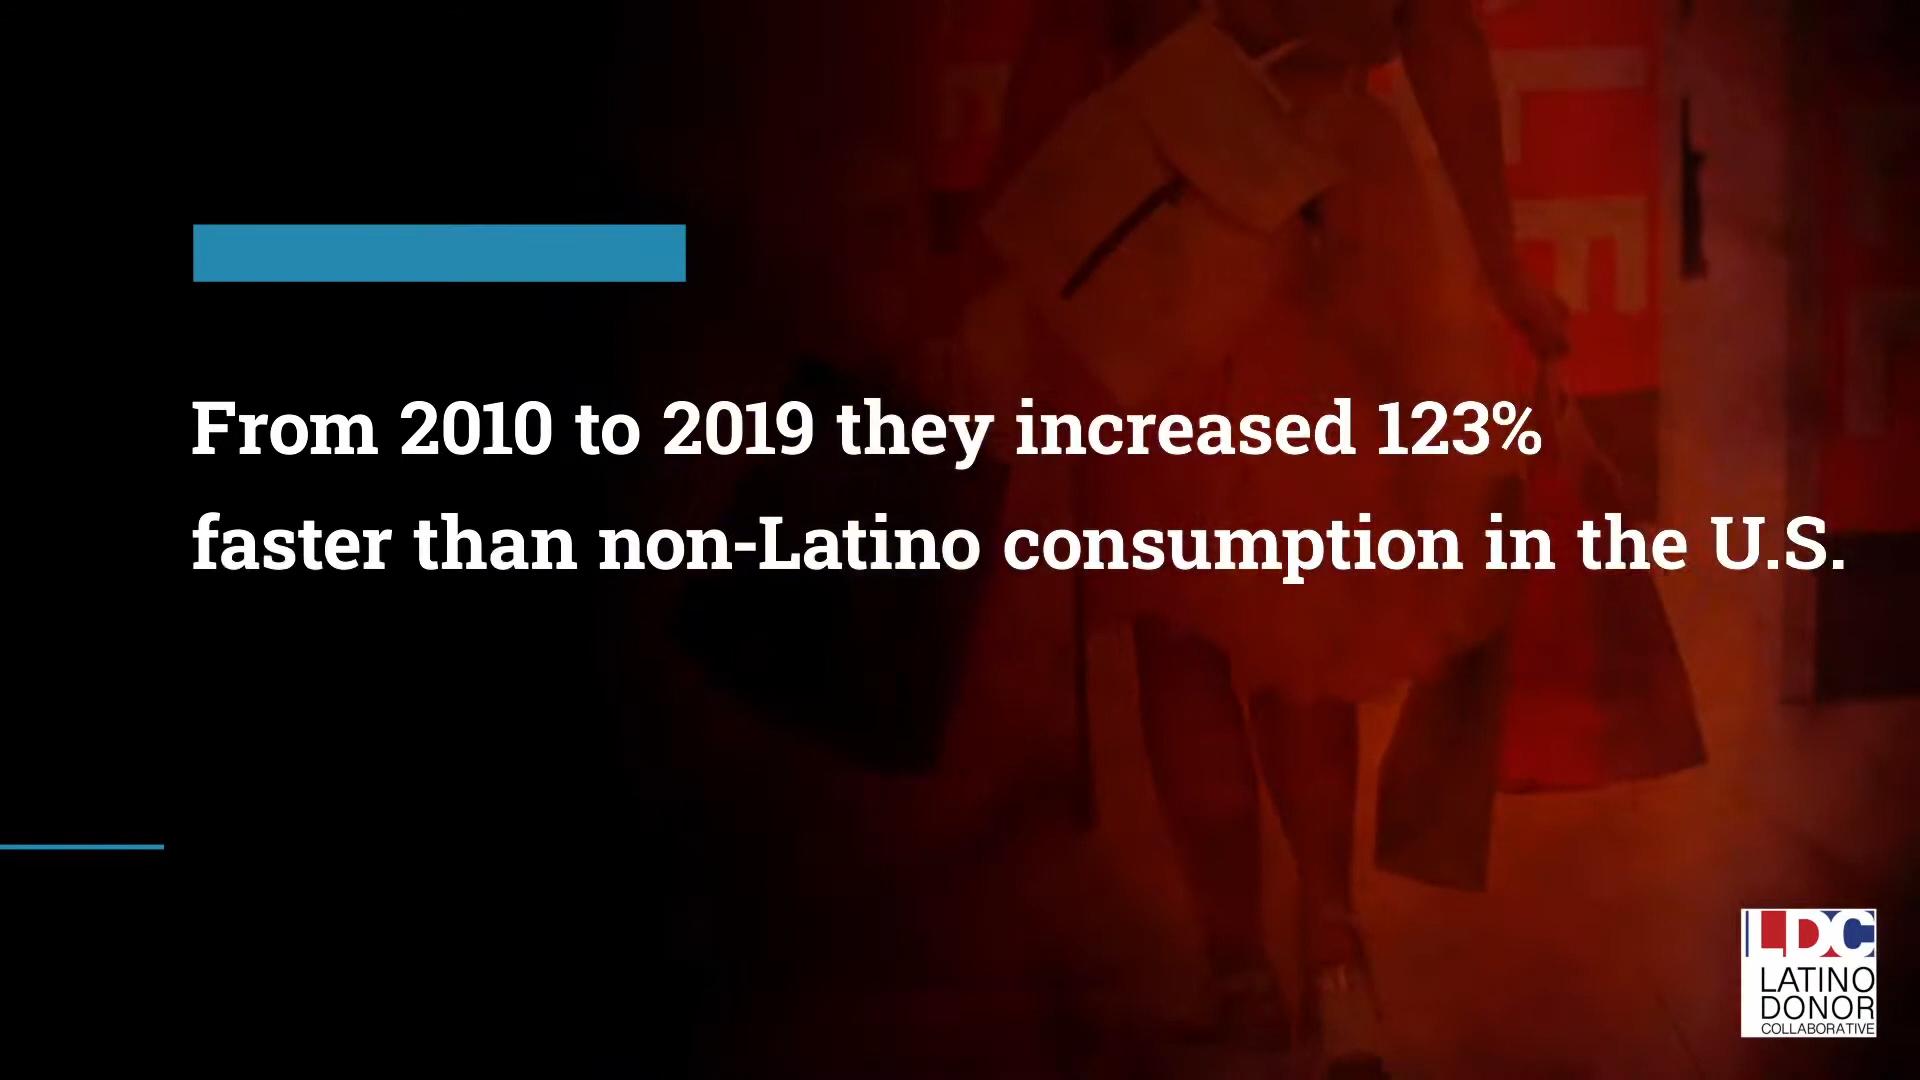 From 2010 to 2019 they increased 123%
faster than non-Latino consumption in the U.S.
LDC
LATINO
DONOR
COLLABORATIVE